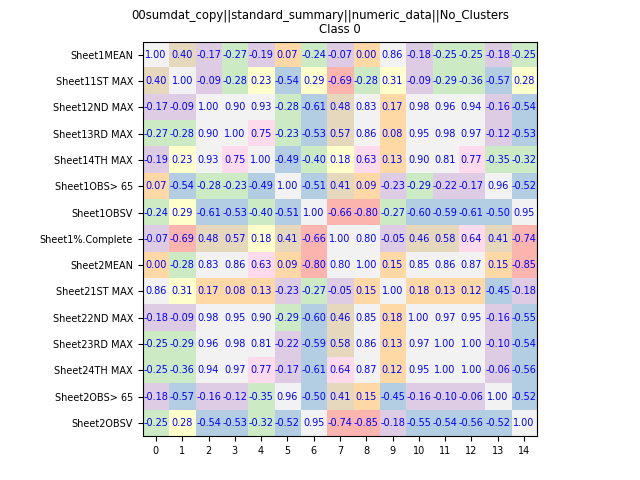 00sumdat_copy||standard_summary||numeric_data||No_Clusters
Class 0
Sheet1MEAN 1.00 0.40 -0.17 -0.27 -0.19 0.07 -0.24 -0.07 0.00 0.86 -0.18 -0.25 -0.25 -0.18 -0.25
Sheet11ST MAX 0.40 1.00 -0.09 -0.28 0.23 -0.54 0.29 -0.69 -0.28 0.31 -0.09 -0.29 -0.36 -0.57 0.28
Sheet12ND MAX -0.17 -0.09 1.00 0.90 0.93 -0.28 -0.61 0.48 0.83 0.17 0.98 0.96 0.94 -0.16 -0.54
Sheet13RD MAX -0.27 -0.28 0.90 1.00 0.75 -0.23 -0.53 0.57 0.86 0.08 0.95 0.98 0.97 -0.12 -0.53
Sheet14TH MAX -0.19 0.23 0.93 0.75 1.00 -0.49 -0.40 0.18 0.63 0.13 0.90 0.81 0.77 -0.35 -0.32
Sheet1OBS> 65 0.07 -0.54 -0.28 -0.23 -0.49 1.00 -0.51 0.41 0.09 -0.23 -0.29 -0.22 -0.17 0.96 -0.52
Sheet1OBSV -0.24 0.29 -0.61 -0.53 -0.40 -0.51 1.00 -0.66 -0.80 -0.27 -0.60 -0.59 -0.61 -0.50 0.95
Sheet1%.Complete -0.07 -0.69 0.48 0.57 0.18 0.41 -0.66 1.00 0.80 -0.05 0.46 0.58 0.64 0.41 -0.74
Sheet2MEAN 0.00 -0.28 0.83 0.86 0.63 0.09 -0.80 0.80 1.00 0.15 0.85 0.86 0.87 0.15 -0.85
Sheet21ST MAX 0.86 0.31 0.17 0.08 0.13 -0.23 -0.27 -0.05 0.15 1.00 0.18 0.13 0.12 -0.45 -0.18
Sheet22ND MAX -0.18 -0.09 0.98 0.95 0.90 -0.29 -0.60 0.46 0.85 0.18 1.00 0.97 0.95 -0.16 -0.55
Sheet23RD MAX -0.25 -0.29 0.96 0.98 0.81 -0.22 -0.59 0.58 0.86 0.13 0.97 1.00 1.00 -0.10 -0.54
Sheet24TH MAX -0.25 -0.36 0.94 0.97 0.77 -0.17 -0.61 0.64 0.87 0.12 0.95 1.00 1.00 -0.06 -0.56
Sheet2OBS> 65 -0.18 -0.57 -0.16 -0.12 -0.35 0.96 -0.50 0.41 0.15 -0.45 -0.16 -0.10 -0.06 1.00 -0.52
Sheet2OBSV -0.25 0.28 -0.54 -0.53 -0.32 -0.52 0.95 -0.74 -0.85 -0.18 -0.55 -0.54 -0.56 -0.52 1.00
0 1 2 3 4 5 6 7 8 9 10 11 12 13 14